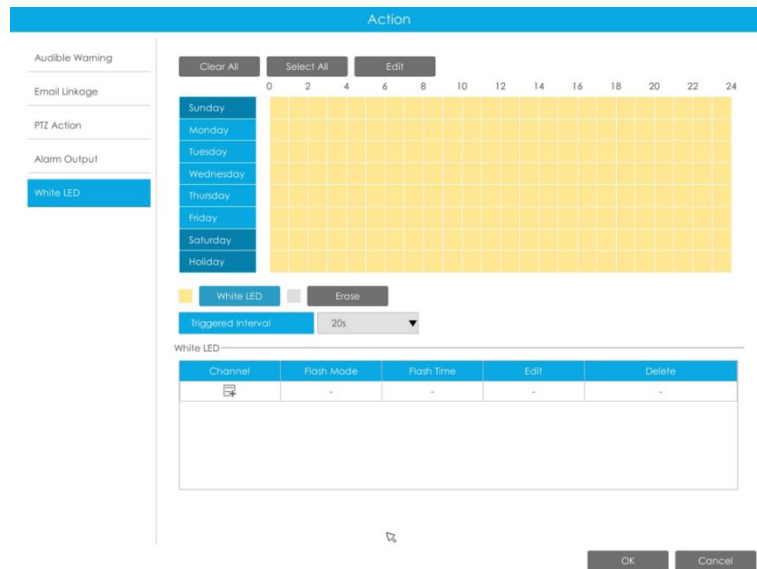 Action
Audible Warning
Email Linkage
PTZ Action
Alarm Output
White LED
Clear All Select All Edit
0 2 4 6 8 10 12 14 16 18 20 22 24
Sunday
Monday
Tuesday
Wednesday
Thursday
Friday
Saturday
Holiday
White LED Erase
Triggered Interval 20s
White LED
Channel Flash Mode Flash Time Edit Delete
- - - -
OK Cancel